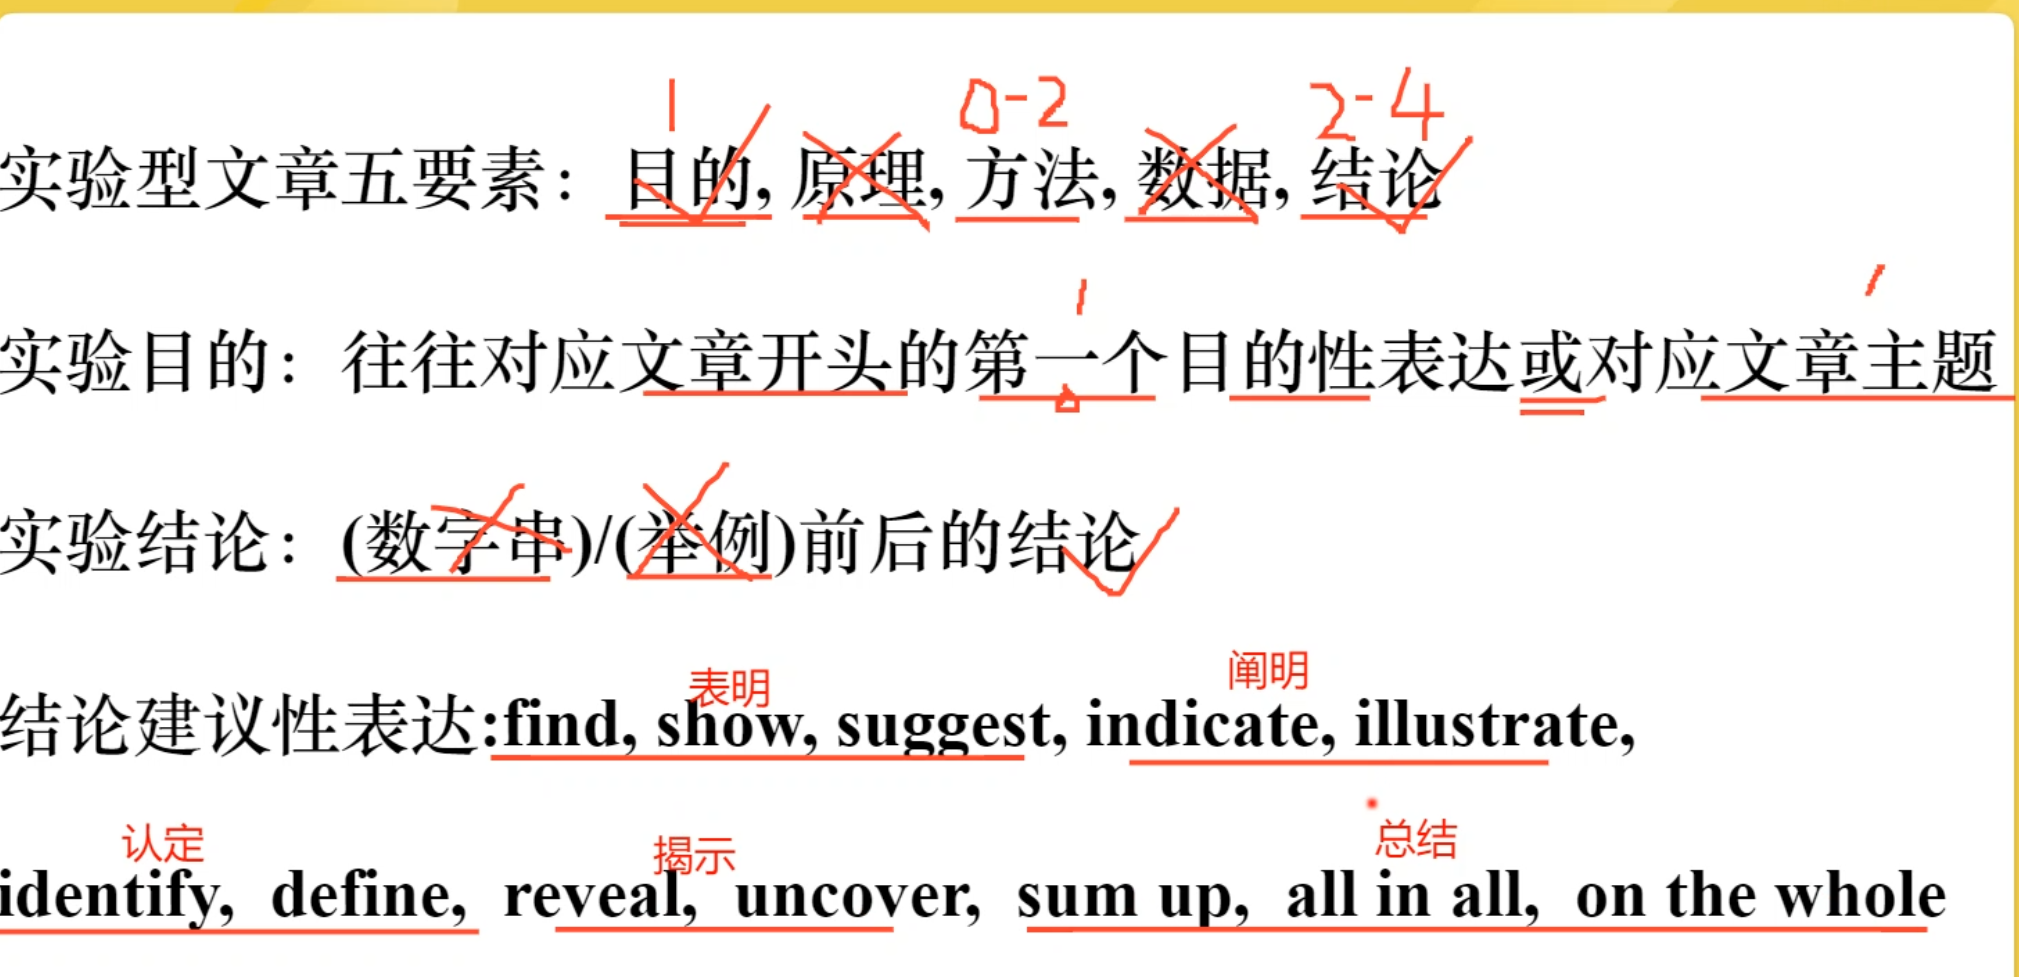 1 0-2 2-4
实验型文章五要素：目的, 原理, 方法, 数据, 结论
1 1
实验目的：往往对应文章开头的第一个目的性表达或对应文章主题
实验结论：(数字串)/(举例)前后的结论
表明 阐明
结论建议性表达:find, show, suggest, indicate, illustrate,
认定 揭示 总结
identify, define, reveal, uncover, sum up, all in all, on the whole